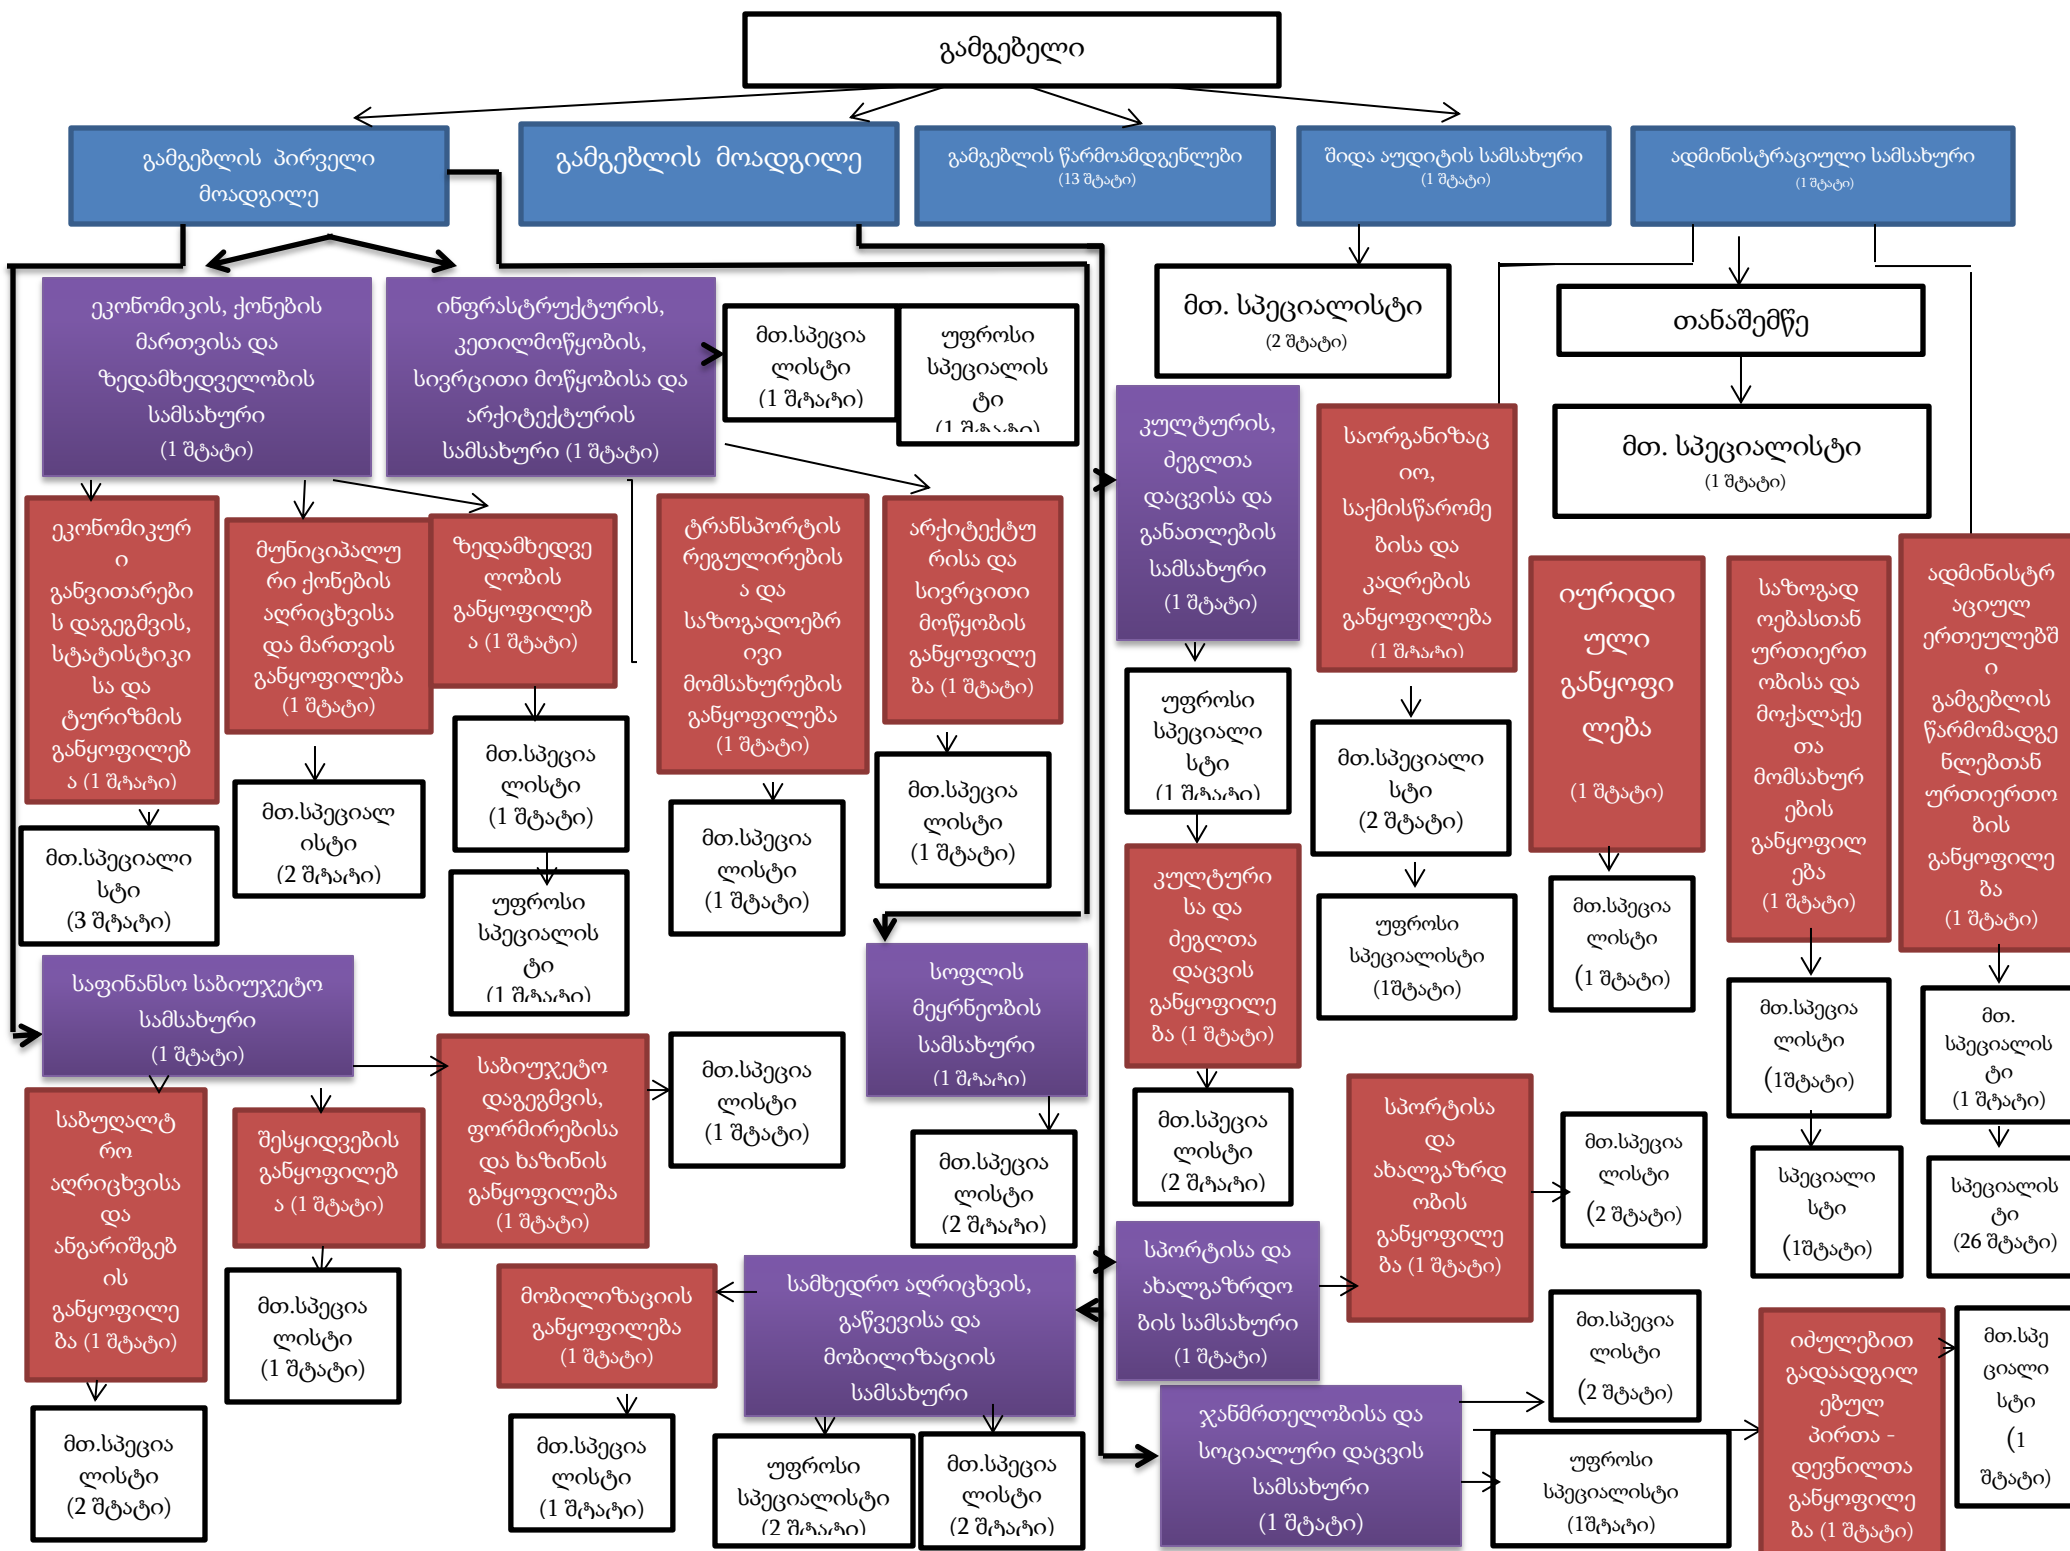 გამგებელი
გამგებლის პირველი
მოადგილე
გამგებლის მოადგილე
გამგებლის წარმოამდგენლები
(13 შტატი)
შიდა აუდიტის სამსახური
(1 შტატი)
ადმინისტრაციული სამსახური
(1 შტატი)
ეკონომიკის, ქონების
მართვისა და
ზედამხედველობის
სამსახური
(1 შტატი)
ინფრასტრუქტურის,
კეთილმოწყობის,
სივრცითი მოწყობისა და
არქიტექტურის
სამსახური (1 შტატი)
მთ.სპეცია
ლისტი
(1 შტატი)
უფროსი
სპეციალის
ტი
(1 შტატი)
მთ. სპეციალისტი
(2 შტატი)
თანაშემწე
მთ. სპეციალისტი
(1 შტატი)
კულტურის,
ძეგლთა
დაცვისა და
განათლების
სამსახური
(1 შტატი)
საორგანიზაც
იო,
საქმისწარომე
ბისა და
კადრების
განყოფილება
(1 შტატი)
ეკონომიკურ
ი
განვითარები
ს დაგეგმვის,
სტატისტიკი
სა და
ტურიზმის
განყოფილებ
ა (1 შტატი)
მუნიციპალუ
რი ქონების
აღრიცხვისა
და მართვის
განყოფილება
(1 შტატი)
ზედამხედვე
ლობის
განყოფილებ
ა (1 შტატი)
ტრანსპორტის
რეგულირების
ა და
საზოგადოებრ
ივი
მომსახურების
განყოფილება
(1 შტატი)
არქიტექტუ
რისა და
სივრცითი
მოწყობის
განყოფილე
ბა (1 შტატი)
იურიდი
ული
განყოფი
ლება
(1 შტატი)
საზოგად
ოებასთან
ურთიერთ
ობისა და
მოქალაქე
თა
მომსახურ
ების
განყოფილ
ება
(1 შტატი)
ადმინისტრ
აციულ
ერთეულებშ
ი
გამგებლის
წარმომადგე
ნლებთან
ურთიერთო
ბის
განყოფილე
ბა
(1 შტატი)
მთ.სპეციალი
სტი
(3 შტატი)
მთ.სპეციალ
ისტი
(2 შტატი)
მთ.სპეცია
ლისტი
(1 შტატი)
უფროსი
სპეციალის
ტი
(1 შტატი)
მთ.სპეცია
ლისტი
(1 შტატი)
მთ.სპეცია
ლისტი
(1 შტატი)
უფროსი
სპეციალი
სტი
(1 შტატი)
მთ.სპეციალი
სტი
(2 შტატი)
უფროსი
სპეციალისტი
(1შტატი)
მთ.სპეცია
ლისტი
(1 შტატი)
მთ.სპეცია
ლისტი
(1შტატი)
მთ.
სპეციალის
ტი
(1 შტატი)
სპეციალი
სტი
(1შტატი)
სპეციალის
ტი
(26 შტატი)
კულტური
სა და
ძეგლთა
დაცვის
განყოფილე
ბა (1 შტატი)
მთ.სპეცია
ლისტი
(2 შტატი)
საფინანსო საბიუჯეტო
სამსახური
(1 შტატი)
სოფლის
მეყრნეობის
სამსახური
(1 შტატი)
საბუღალტ
რო
აღრიცხვისა
და
ანგარიშგებ
ის
განყოფილე
ბა (1 შტატი)
შესყიდვების
განყოფილებ
ა (1 შტატი)
საბიუჯეტო
დაგეგმვის,
ფორმირებისა
და ხაზინის
განყოფილება
(1 შტატი)
მთ.სპეცია
ლისტი
(1 შტატი)
მთ.სპეცია
ლისტი
(2 შტატი)
სპორტისა
და
ახალგაზრდ
ობის
განყოფილე
ბა (1 შტატი)
მთ.სპეცია
ლისტი
(2 შტატი)
მთ.სპეცია
ლისტი
(2 შტატი)
მთ.სპეცია
ლისტი
(1 შტატი)
მობილიზაციის
განყოფილება
(1 შტატი)
სამხედრო აღრიცხვის,
გაწვევისა და
მობილიზაციის
სამსახური
სპორტისა და
ახალგაზრდო
ბის სამსახური
(1 შტატი)
ჯანმრთელობისა და
სოციალური დაცვის
სამსახური
(1 შტატი)
მთ.სპეცია
ლისტი
(2 შტატი)
უფროსი
სპეციალისტი
(1შტატი)
იძულებით
გადაადგილ
ებულ
პირთა -
დევნილთა
განყოფილე
ბა (1 შტატი)
მთ.სპე
ციალი
სტი
(1
შტატი)
მთ.სპეცია
ლისტი
(1 შტატი)
უფროსი
სპეციალისტი
(2 შტატი)
მთ.სპეცია
ლისტი
(2 შტატი)